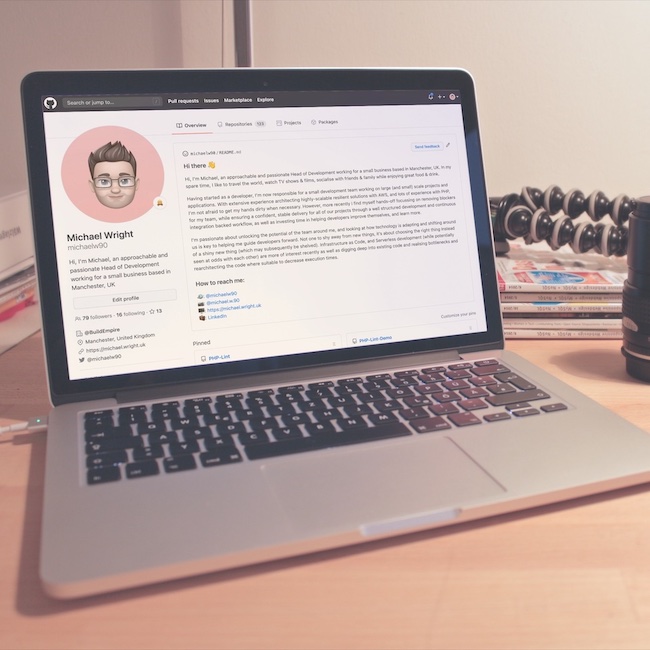 Search or jump to...
Pull requests Issues Marketplace Explore
Overview
Repositories
Projects
Packages
Michael Wright
michaelw90
Hi, I'm Michael, an approachable and
passionate Head of Development
working for a small business based in
Manchester, UK
Edit profile
79 followers · 16 following · 13
@BuildEmpire
Manchester, United Kingdom
https://michael.wright.uk
@michaelw90
michaelw90 / README.md
Send feedback
Hi there
Hi, I'm Michael, an approachable and passionate Head of Development working for a small business based in Manchester, UK. In my
spare time, I like to travel the world, watch TV shows & films, socialise with friends & family while enjoying great food & drink.
Having started as a developer, I'm now responsible for a small development team working on large (and small) scale projects and
applications. With extensive experience architecting highly-scalable resilient solutions with AWS, and lots of experience with PHP,
I'm not afraid to get my hands dirty when necessary. However, more recently I find myself hands-off focusing on removing blockers
for my team, while ensuring a confident, stable delivery for all of our projects through a well structured development and continuous
integration backed workflow, as well as investing time in helping developers improve themselves, and learn more.
I'm passionate about unlocking the potential of the team around me, and looking at how technology is adapting and shifting around
us is key to helping me guide developers forward. Not one to shy away from new things, it's about choosing the right thing instead
of a shiny new thing (which may subsequently be shelved). Infrastructure as Code, and Serverless development (while potentially
seen at odds with each other) are more of interest recently as well as digging deep into existing code and making bottlenecks and
rearchitecting the code where suitable to decrease execution times.
How to reach me:
@michaelw90
@michael.w.90
https://michael.wright.uk
LinkedIn
Customize your pins
Pinned
PHP-Lint
PHP-Lint-Demo